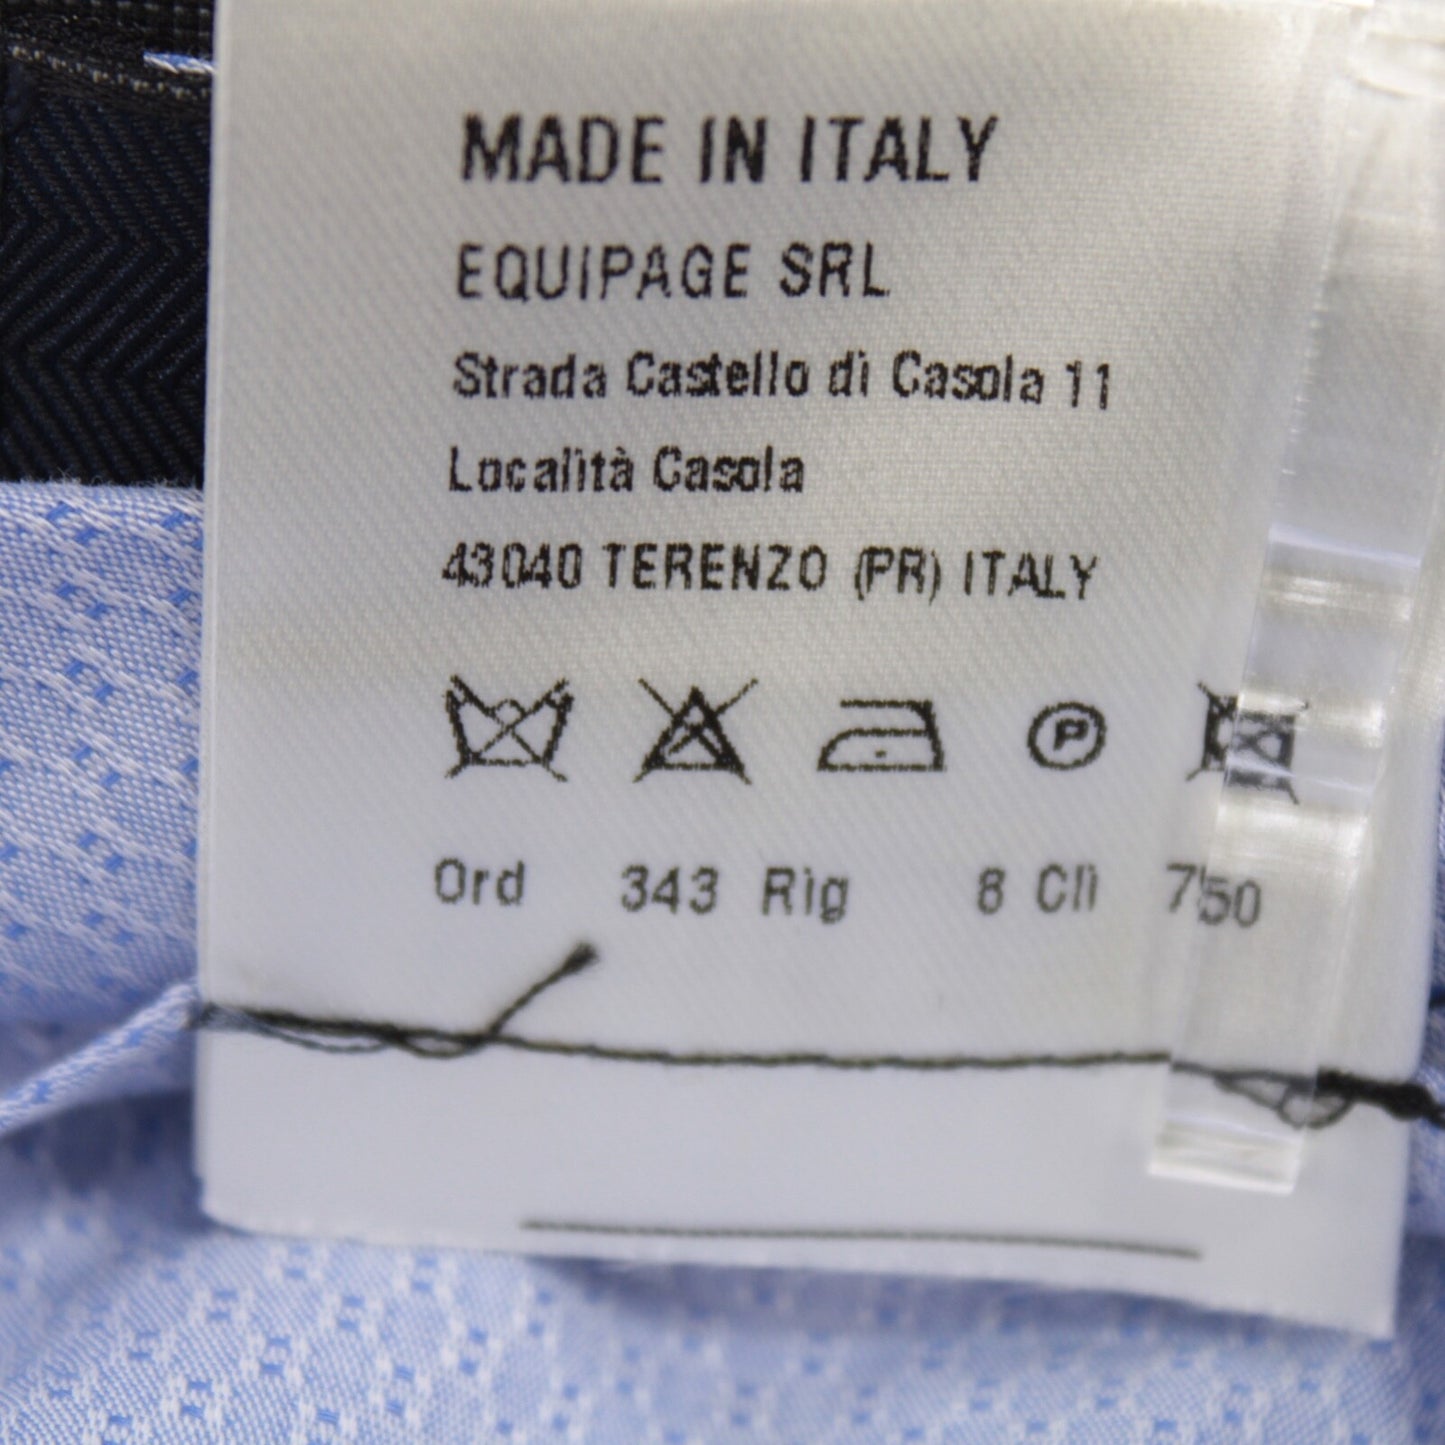 MADE IN ITALY
EQUIPAGE SRL
Strada Castello di Casola 11
Località Casola
43040 TERENZO (PR) ITALY
P
Ord 343 Rig 8 Cli